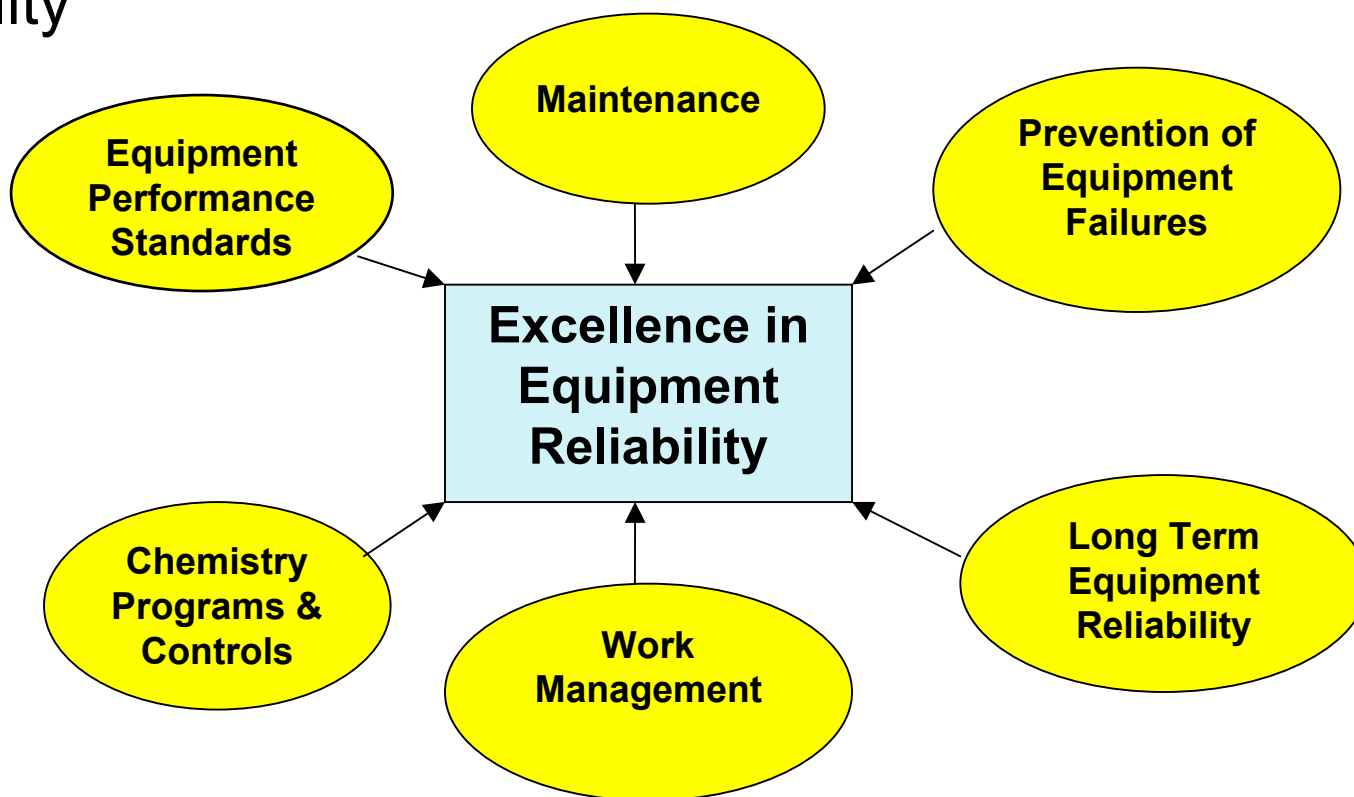 Maintenance
Equipment
Performance
Standards
Prevention of
Equipment
Failures
Excellence in
Equipment
Reliability
Chemistry
Programs &
Controls
Work
Management
Long Term
Equipment
Reliability